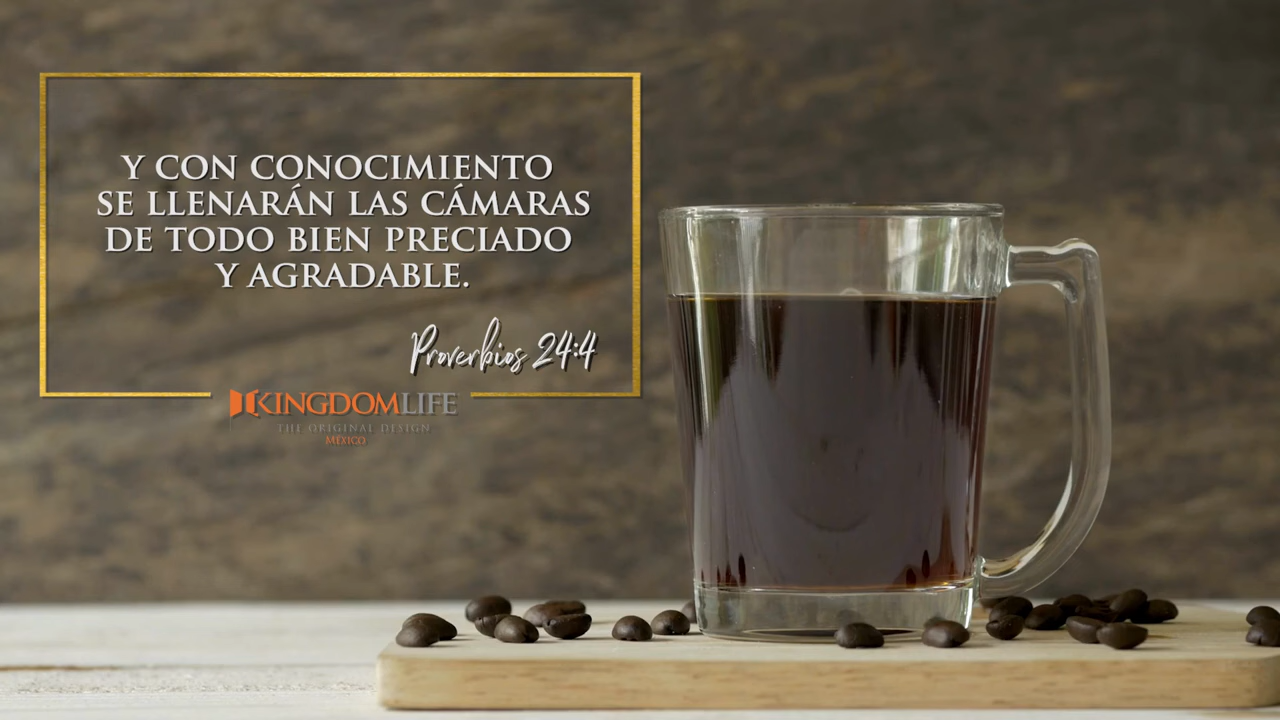 Y CON CONOCIMIENTO
SE LLENARÁN LAS CÁMARAS
DE TODO BIEN PRECIADO
Y AGRADABLE.
Proverbios 24:4
KINGDOMLIFE
THE ORIGINAL DESIGN
MÉXICO